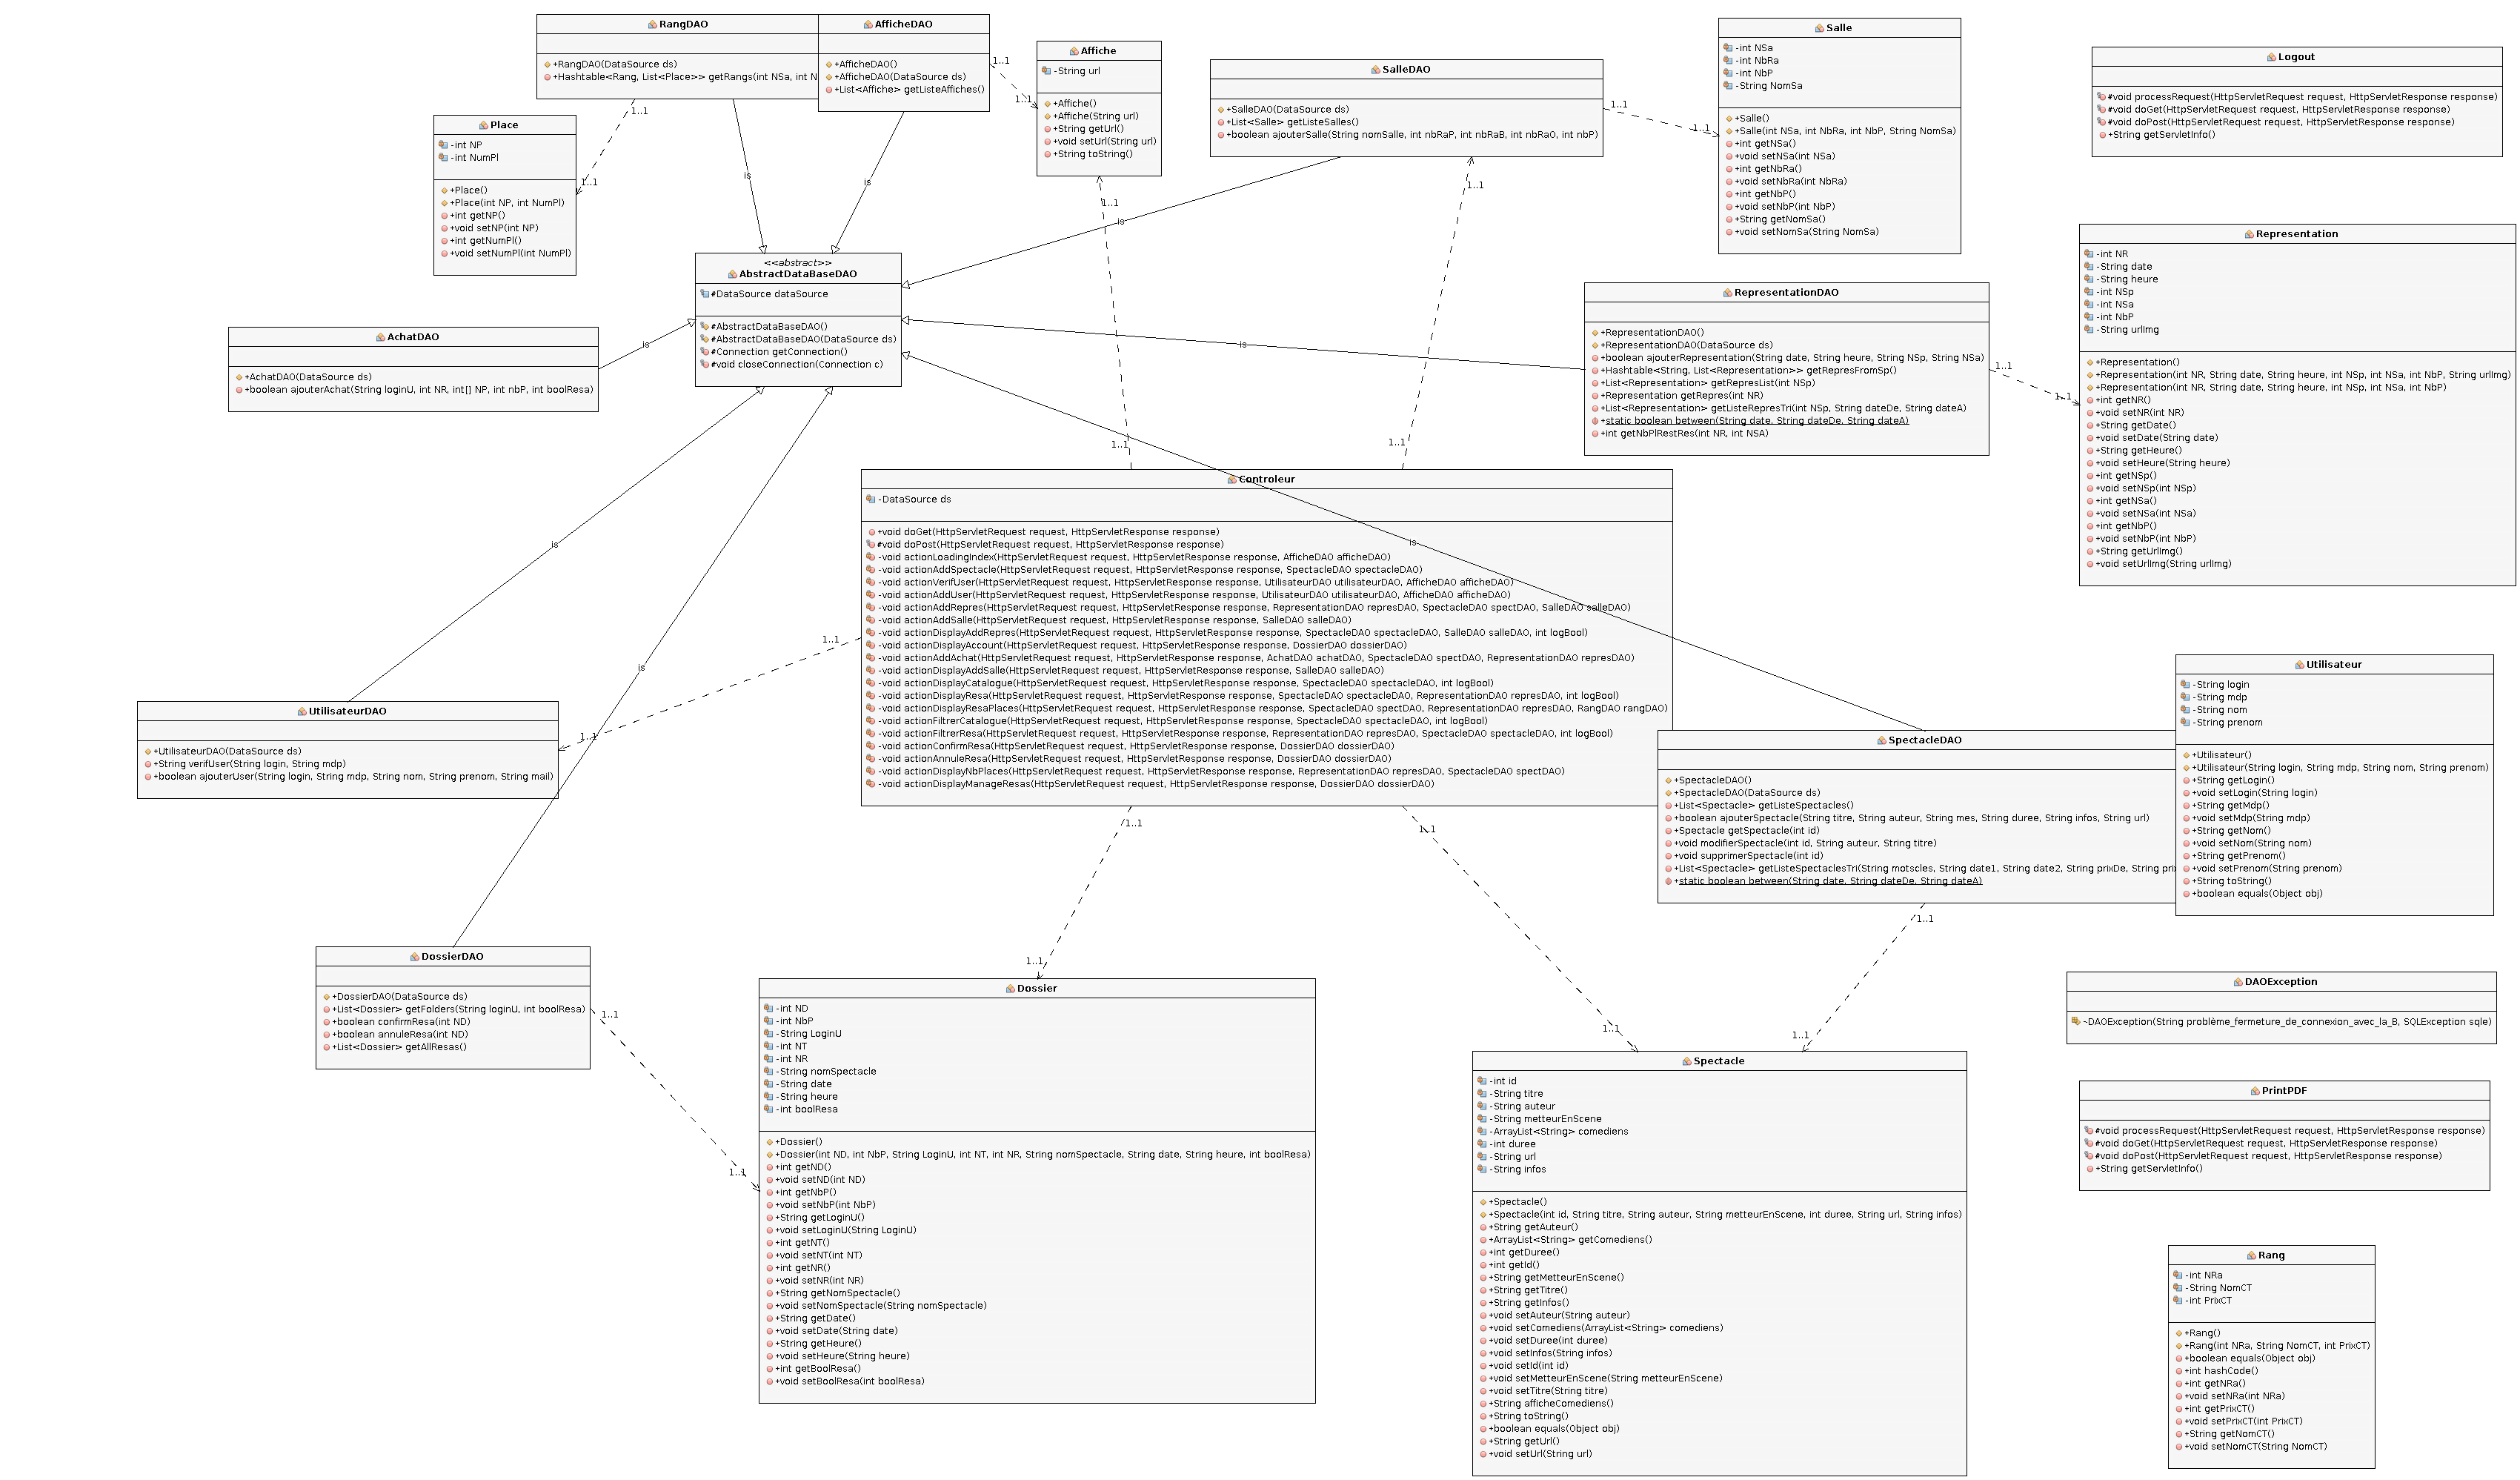 RangDAO
+RangDAO(DataSource ds)
+Hashtable<Rang, List<Place>> getRangs(int NSa, int N
AfficheDAO
+AfficheDAO()
+AfficheDAO(DataSource ds)
+List<Affiche> getListeAffiches()
Affiche
-String url
+Affiche()
+Affiche(String url)
+String getUrl()
+void setUrl(String url)
+String toString()
SalleDAO
+SalleDAO(DataSource ds)
+List<Salle> getListeSalles()
+boolean ajouterSalle(String nomSalle, int nbRaP, int nbRaB, int nbRaO, int nbP)
Salle
-int NSa
-int NbRa
-int NbP
-String NomSa
+Salle()
+Salle(int NSa, int NbRa, int NbP, String NomSa)
+int getNSa()
+void setNSa(int NSa)
+int getNbRa()
+void setNbRa(int NbRa)
+int getNbP()
+void setNbP(int NbP)
+String getNomSa()
+void setNomSa(String NomSa)
Logout
#void processRequest(HttpServletRequest request, HttpServletResponse response)
#void doGet(HttpServletRequest request, HttpServletResponse response)
#void doPost(HttpServletRequest request, HttpServletResponse response)
+String getServletInfo()
Place
-int NP
-int NumPl
+Place()
+Place(int NP, int NumPl)
+int getNP()
+void setNP(int NP)
+int getNumPl()
+void setNumPl(int NumPl)
1..1
1..1
1..1
1..1
1..1
1..1
is
is
is
1..1
1..1
1..1
1..1
<<abstract>>
AbstractDataBaseDAO
#DataSource dataSource
#AbstractDataBaseDAO()
#AbstractDataBaseDAO(DataSource ds)
#Connection getConnection()
#void closeConnection(Connection c)
AchatDAO
+AchatDAO(DataSource ds)
+boolean ajouterAchat(String loginU, int NR, int[] NP, int nbP, int boolResa)
is
is
RepresentationDAO
+RepresentationDAO()
+RepresentationDAO(DataSource ds)
+boolean ajouterRepresentation(String date, String heure, String NSp, String NSa)
+Hashtable<String, List<Representation>> getRepresFromSp()
+List<Representation> getRepresList(int NSp)
+Representation getRepres(int NR)
+List<Representation> getListeRepresTri(int NSp, String dateDe, String dateA)
+static boolean between(String date, String dateDe, String dateA)
+int getNbPlRestRes(int NR, int NSA)
1..1
1..1
Representation
-int NR
-String date
-String heure
-int NSp
-int NSa
-int NbP
-String urlImg
+Representation()
+Representation(int NR, String date, String heure, int NSp, int NSa, int NbP, String urlImg)
+Representation(int NR, String date, String heure, int NSp, int NSa, int NbP)
+int getNR()
+void setNR(int NR)
+String getDate()
+void setDate(String date)
+String getHeure()
+void setHeure(String heure)
+int getNSp()
+void setNSp(int NSp)
+int getNSa()
+void setNSa(int NSa)
+int getNbP()
+void setNbP(int NbP)
+String getUrlImg()
+void setUrlImg(String urlImg)
Controleur
-DataSource ds
+void doGet(HttpServletRequest request, HttpServletResponse response)
#void doPost(HttpServletRequest request, HttpServletResponse response)
-void actionLoadingIndex(HttpServletRequest request, HttpServletResponse response, AfficheDAO afficheDAO)
-void actionAddSpectacle(HttpServletRequest request, HttpServletResponse response, SpectacleDAO spectacleDAO)
-void actionVerifUser(HttpServletRequest request, HttpServletResponse response, UtilisateurDAO utilisateurDAO, AfficheDAO afficheDAO)
-void actionAddUser(HttpServletRequest request, HttpServletResponse response, UtilisateurDAO utilisateurDAO, AfficheDAO afficheDAO)
-void actionAddRepres(HttpServletRequest request, HttpServletResponse response, RepresentationDAO represDAO, SpectacleDAO spectDAO, SalleDAO salleDAO)
-void actionAddSalle(HttpServletRequest request, HttpServletResponse response, SalleDAO salleDAO)
-void actionDisplayAddRepres(HttpServletRequest request, HttpServletResponse response, SpectacleDAO spectacleDAO, SalleDAO salleDAO, int logBool)
-void actionDisplayAccount(HttpServletRequest request, HttpServletResponse response, DossierDAO dossierDAO)
-void actionAddAchat(HttpServletRequest request, HttpServletResponse response, AchatDAO achatDAO, SpectacleDAO spectDAO, RepresentationDAO represDAO)
-void actionDisplayAddSalle(HttpServletRequest request, HttpServletResponse response, SalleDAO salleDAO)
-void actionDisplayCatalogue(HttpServletRequest request, HttpServletResponse response, SpectacleDAO spectacleDAO, int logBool)
-void actionDisplayResa(HttpServletRequest request, HttpServletResponse response, SpectacleDAO spectacleDAO, RepresentationDAO represDAO, int logBool)
-void actionDisplayResaPlaces(HttpServletRequest request, HttpServletResponse response, SpectacleDAO spectDAO, RepresentationDAO represDAO, RangDAO rangDAO)
-void actionFiltrerCatalogue(HttpServletRequest request, HttpServletResponse response, SpectacleDAO spectacleDAO, int logBool)
-void actionFiltrerResa(HttpServletRequest request, HttpServletResponse response, RepresentationDAO represDAO, SpectacleDAO spectacleDAO, int logBool)
-void actionConfirmResa(HttpServletRequest request, HttpServletResponse response, DossierDAO dossierDAO)
-void actionAnnuleResa(HttpServletRequest request, HttpServletResponse response, DossierDAO dossierDAO)
-void actionDisplayNbPlaces(HttpServletRequest request, HttpServletResponse response, RepresentationDAO represDAO, SpectacleDAO spectDAO)
-void actionDisplayManageResas(HttpServletRequest request, HttpServletResponse response, DossierDAO dossierDAO)
is
is
is
1..1
1..1
UtilisateurDAO
+UtilisateurDAO(DataSource ds)
+String verifUser(String login, String mdp)
+boolean ajouterUser(String login, String mdp, String nom, String prenom, String mail)
SpectacleDAO
+SpectacleDAO()
+SpectacleDAO(DataSource ds)
+List<Spectacle> getListeSpectacles()
+boolean ajouterSpectacle(String titre, String auteur, String mes, String duree, String infos, String url)
+Spectacle getSpectacle(int id)
+void modifierSpectacle(int id, String auteur, String titre)
+void supprimerSpectacle(int id)
+List<Spectacle> getListeSpectaclesTri(String motscles, String date1, String date2, String prixDe, String pri
+static boolean between(String date, String dateDe, String dateA)
Utilisateur
-String login
-String mdp
-String nom
-String prenom
+Utilisateur()
+Utilisateur(String login, String mdp, String nom, String prenom)
+String getLogin()
+void setLogin(String login)
+String getMdp()
+void setMdp(String mdp)
+String getNom()
+void setNom(String nom)
+String getPrenom()
+void setPrenom(String prenom)
+String toString()
+boolean equals(Object obj)
1..1
1..1
1..1
1..1
1..1
1..1
DossierDAO
+DossierDAO(DataSource ds)
+List<Dossier> getFolders(String loginU, int boolResa)
+boolean confirmResa(int ND)
+boolean annuleResa(int ND)
+List<Dossier> getAllResas()
1..1
1..1
Dossier
-int ND
-int NbP
-String LoginU
-int NT
-int NR
-String nomSpectacle
-String date
-String heure
-int boolResa
+Dossier()
+Dossier(int ND, int NbP, String LoginU, int NT, int NR, String nomSpectacle, String date, String heure, int boolResa)
+int getND()
+void setND(int ND)
+int getNbP()
+void setNbP(int NbP)
+String getLoginU()
+void setLoginU(String LoginU)
+int getNT()
+void setNT(int NT)
+int getNR()
+void setNR(int NR)
+String getNomSpectacle()
+void setNomSpectacle(String nomSpectacle)
+String getDate()
+void setDate(String date)
+String getHeure()
+void setHeure(String heure)
+int getBoolResa()
+void setBoolResa(int boolResa)
Spectacle
-int id
-String titre
-String auteur
-String metteurEnScene
-ArrayList<String> comediens
-int duree
-String url
-String infos
+Spectacle()
+Spectacle(int id, String titre, String auteur, String metteurEnScene, int duree, String url, String infos)
+String getAuteur()
+ArrayList<String> getComediens()
+int getDuree()
+int getId()
+String getMetteurEnScene()
+String getTitre()
+String getInfos()
+void setAuteur(String auteur)
+void setComediens(ArrayList<String> comediens)
+void setDuree(int duree)
+void setInfos(String infos)
+void setId(int id)
+void setMetteurEnScene(String metteurEnScene)
+void setTitre(String titre)
+String afficheComediens()
+String toString()
+boolean equals(Object obj)
+String getUrl()
+void setUrl(String url)
DAOException
~DAOException(String problème_fermeture_de_connexion_avec_la_B, SQLException sqle)
PrintPDF
#void processRequest(HttpServletRequest request, HttpServletResponse response)
#void doGet(HttpServletRequest request, HttpServletResponse response)
#void doPost(HttpServletRequest request, HttpServletResponse response)
+String getServletInfo()
Rang
-int NRa
-String NomCT
-int PrixCT
+Rang()
+Rang(int NRa, String NomCT, int PrixCT)
+boolean equals(Object obj)
+int hashCode()
+int getNRa()
+void setNRa(int NRa)
+int getPrixCT()
+void setPrixCT(int PrixCT)
+String getNomCT()
+void setNomCT(String NomCT)